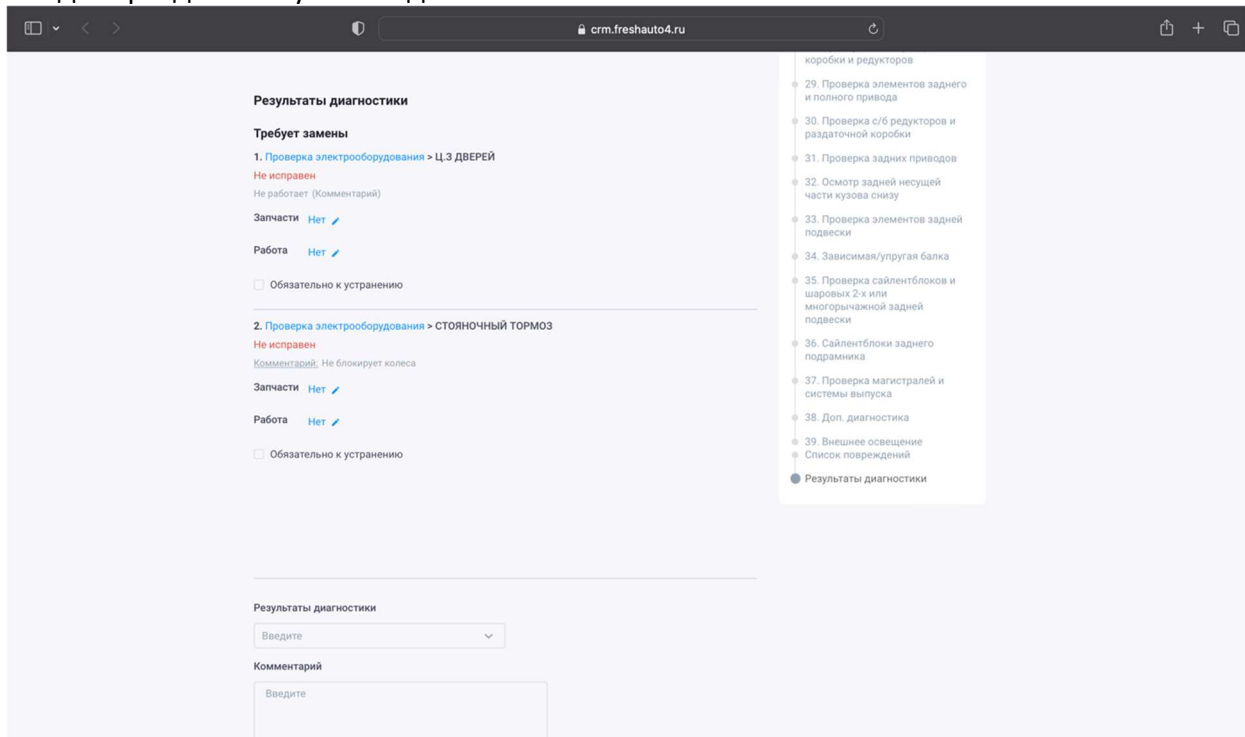 crm.freshauto4.ru
Результаты диагностики
Требует замены
1. Проверка электрооборудования > Ц.З ДВЕРЕЙ
Не исправен
Не работает (Комментарий)
Запчасти Нет
Работа Нет
Обязательно к устранению
2. Проверка электрооборудования > СТОЯНОЧНЫЙ ТОРМОЗ
Не исправен
Комментарий: Не блокирует колеса
Запчасти Нет
Работа Нет
Обязательно к устранению
Результаты диагностики
Введите
Комментарий
Введите
коробки и редукторов
29. Проверка элементов заднего
и полного привода
30. Проверка с/б редукторов и
раздаточной коробки
31. Проверка задних приводов
32. Осмотр задней несущей
части кузова снизу
33. Проверка элементов задней
подвески
34. Зависимая/упругая балка
35. Проверка сайлентблоков и
шаровых 2-х или
многорычажной задней
подвески
36. Сайлентблоки заднего
подрамника
37. Проверка магистралей и
системы выпуска
38. Доп. диагностика
39. Внешнее освещение
Список повреждений
Результаты диагностики